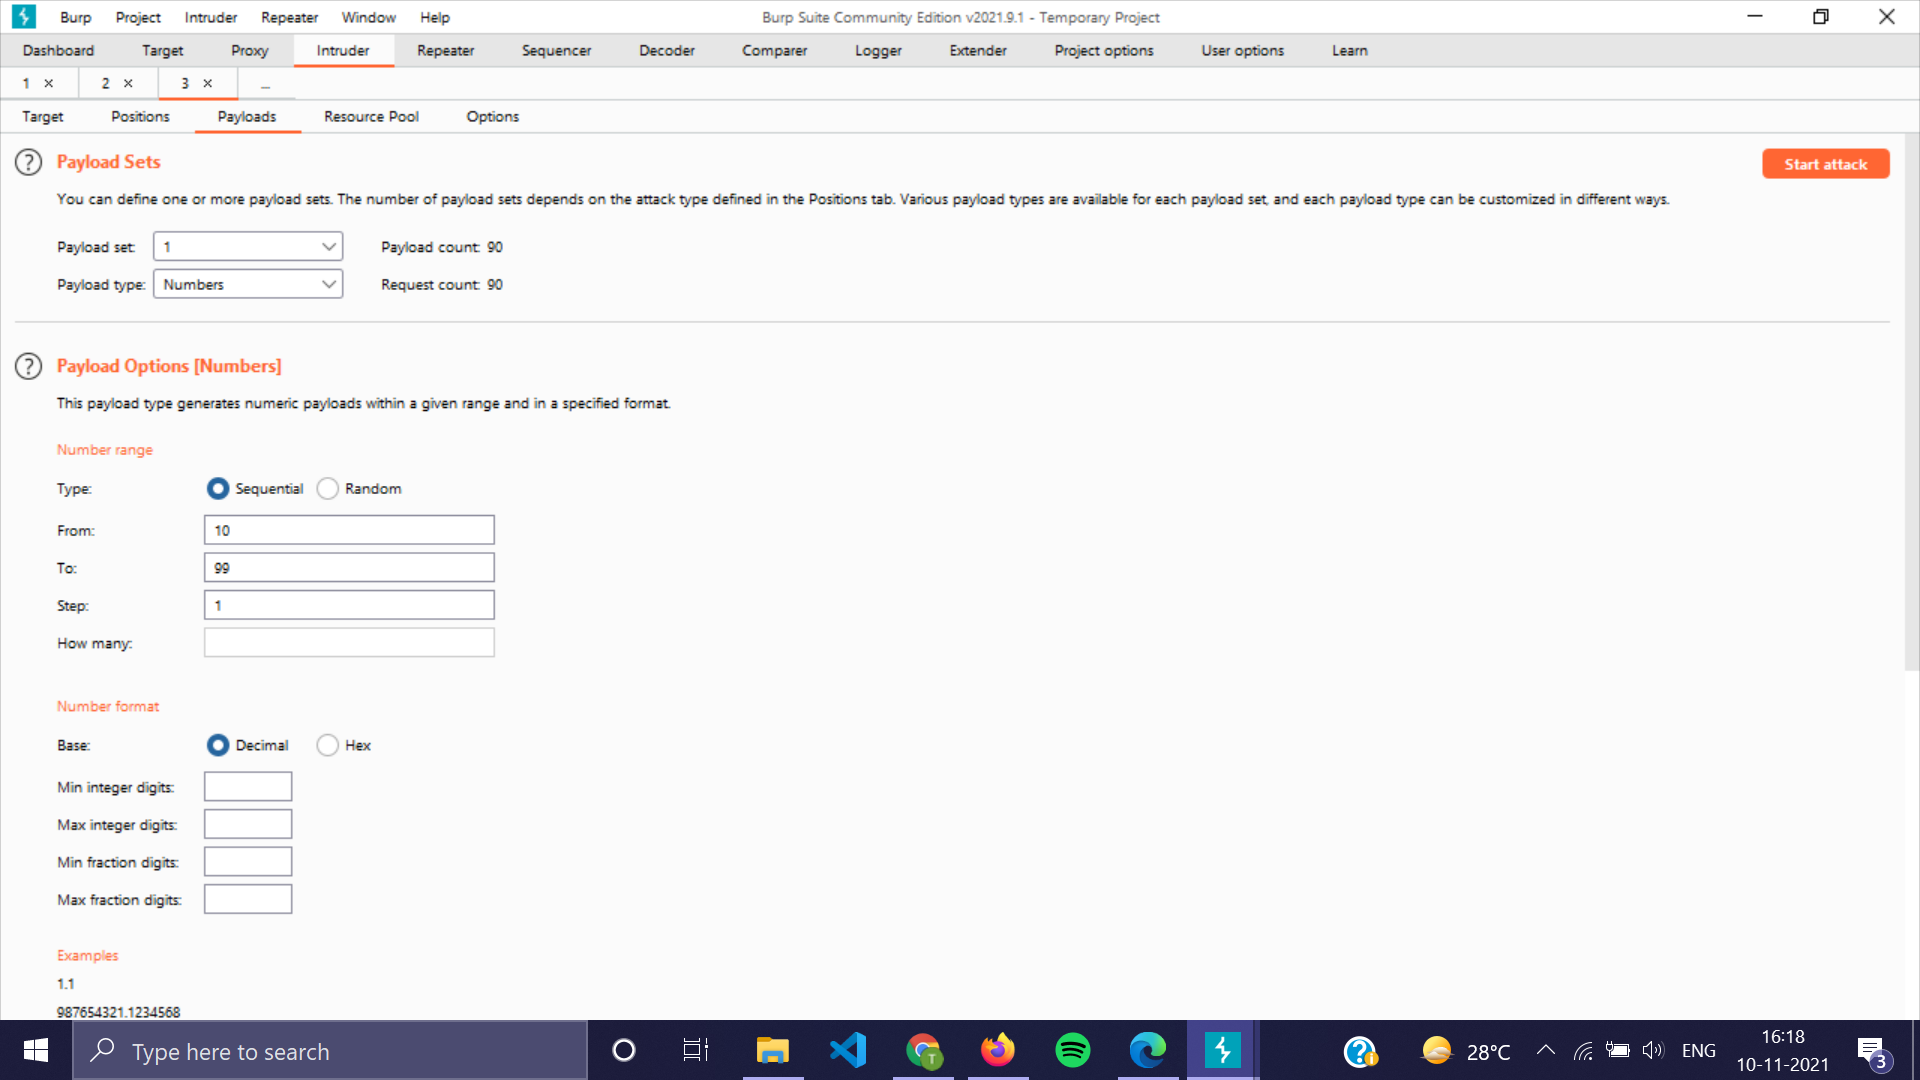 Burp Project Intruder Repeater Window Help Burp Suite Community Edition v2021.9.1 - Temporary Project
Dashboard Target Proxy Intruder Repeater Sequencer Decoder Comparer Logger Extender Project options User options Learn
1 × 2 × 3 × ...
Target Positions Payloads Resource Pool Options
? Payload Sets Start attack
You can define one or more payload sets. The number of payload sets depends on the attack type defined in the Positions tab. Various payload types are available for each payload set, and each payload type can be customized in different ways.
Payload set: 1 Payload count: 90
Payload type: Numbers Request count: 90
? Payload Options [Numbers]
This payload type generates numeric payloads within a given range and in a specified format.
Number range
Type: Sequential Random
From: 10
To: 99
Step: 1
How many:
Number format
Base: Decimal Hex
Min integer digits:
Max integer digits:
Min fraction digits:
Max fraction digits:
Examples
1.1
987654321.1234568
Type here to search T ? 28°C ENG 16:18
10-11-2021 3